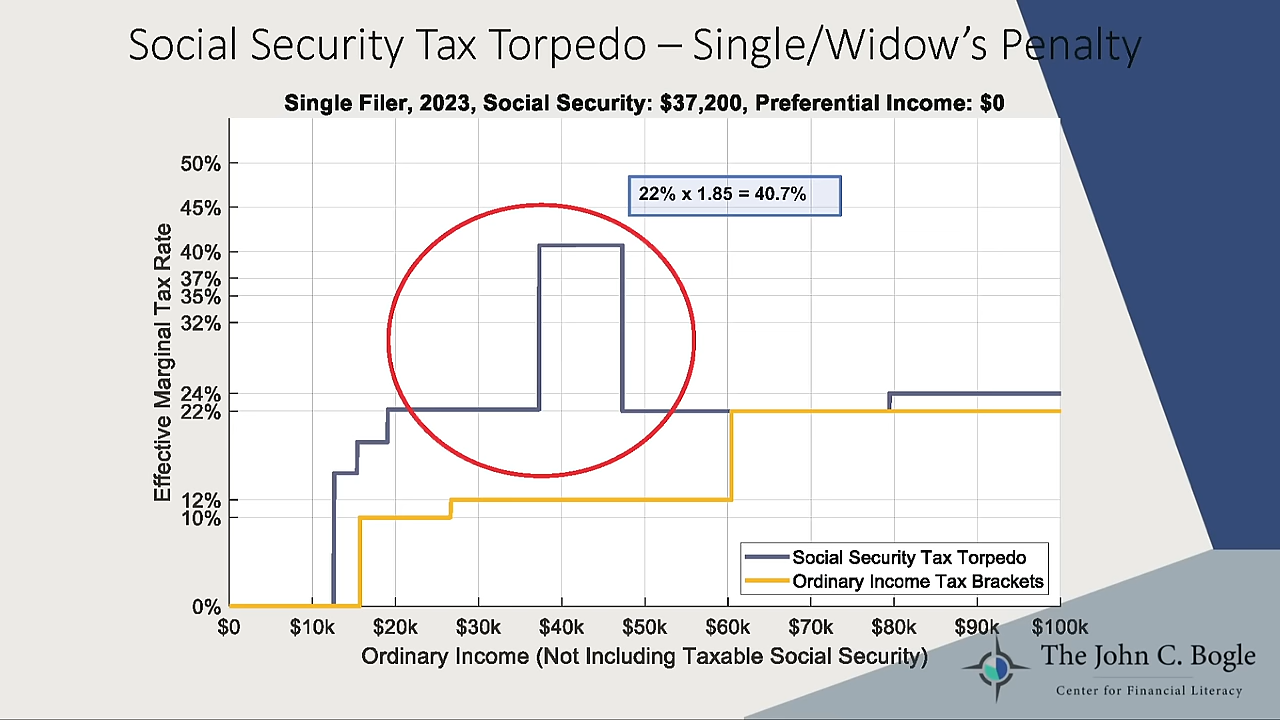 Social Security Tax Torpedo – Single/Widow's Penalty
Single Filer, 2023, Social Security: $37,200, Preferential Income: $0
22% x 1.85 = 40.7%
Effective Marginal Tax Rate
50%
45%
40%
37%
35%
32%
24%
22%
12%
10%
0%
Social Security Tax Torpedo
Ordinary Income Tax Brackets
$0 $10k $20k $30k $40k $50k $60k $70k $80k $90k $100k
Ordinary Income (Not Including Taxable Social Security)
The John C. Bogle
Center for Financial Literacy